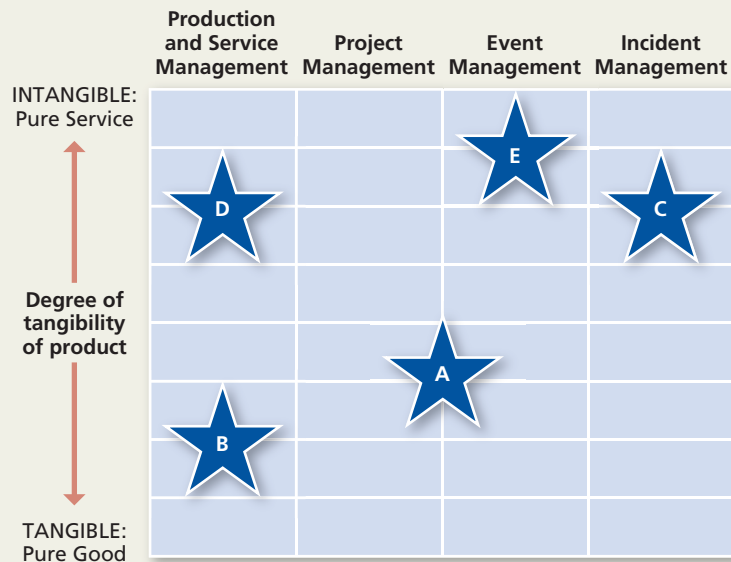 Production
and Service
Management
Project
Management
Event
Management
Incident
Management
INTANGIBLE:
Pure Service
E
D
C
Degree of
tangibility
of product
A
B
TANGIBLE:
Pure Good